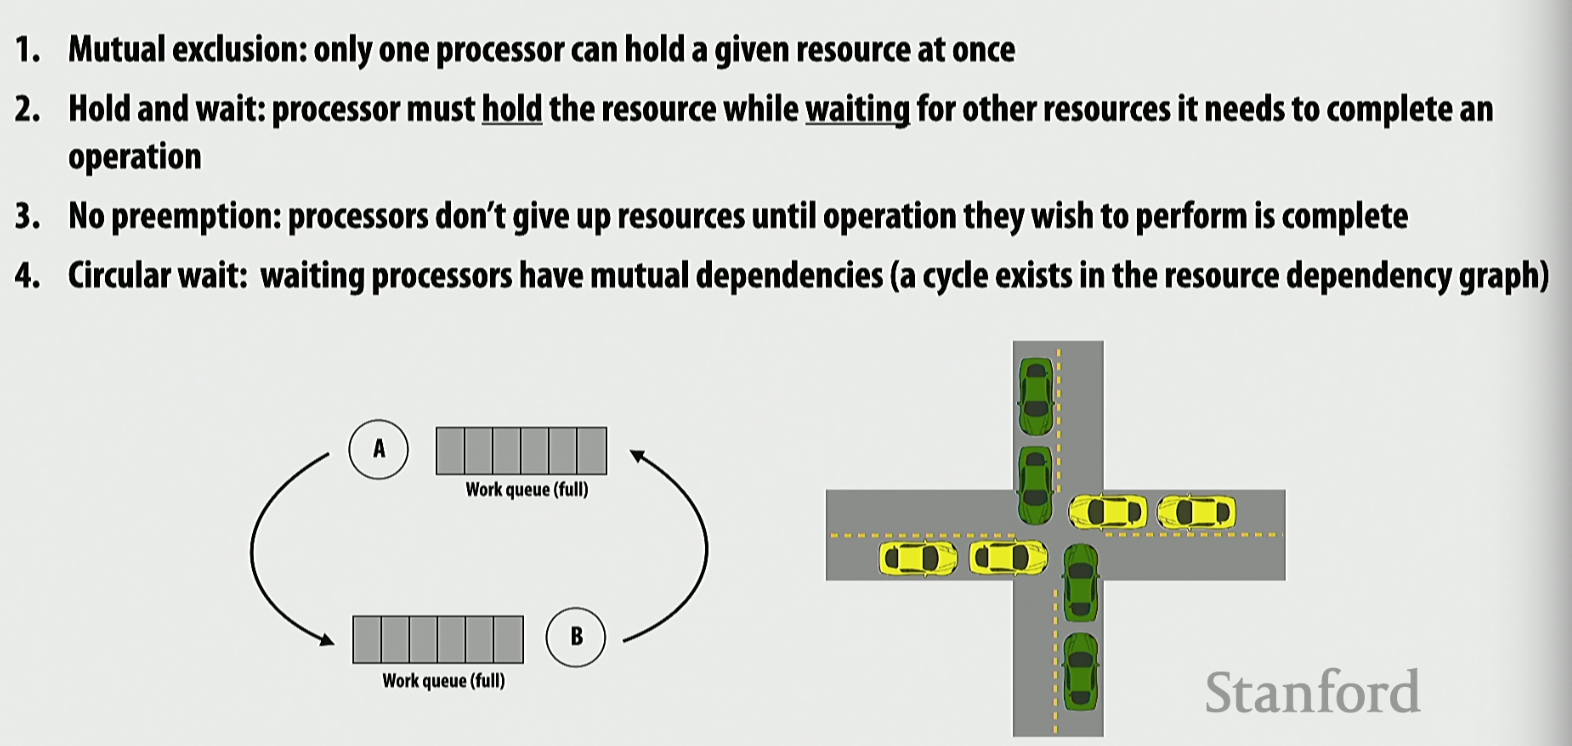 1. Mutual exclusion: only one processor can hold a given resource at once
2. Hold and wait: processor must hold the resource while waiting for other resources it needs to complete an
operation
3. No preemption: processors don’t give up resources until operation they wish to perform is complete
4. Circular wait:  waiting processors have mutual dependencies (a cycle exists in the resource dependency graph)
A
Work queue (full)
B
Work queue (full)
Stanford